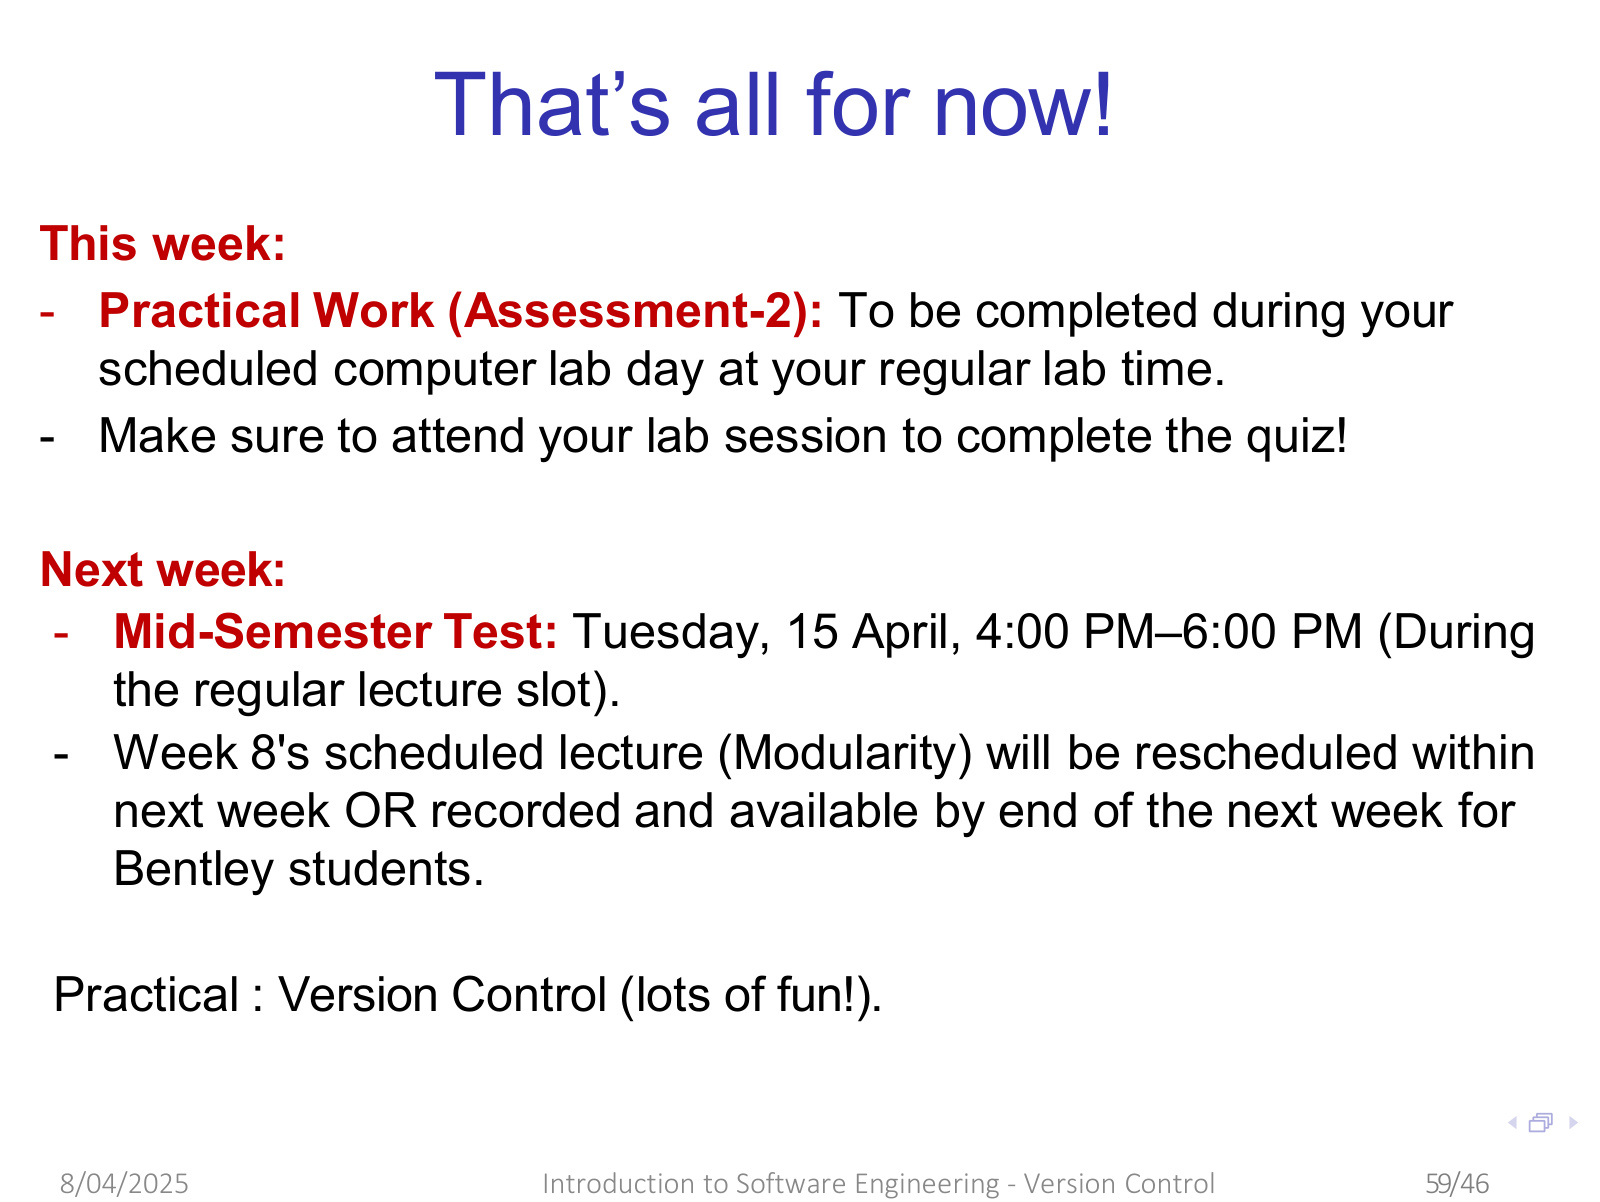 That’s all for now!
This week:
- Practical Work (Assessment-2): To be completed during your
scheduled computer lab day at your regular lab time.
- Make sure to attend your lab session to complete the quiz!
Next week:
- Mid-Semester Test: Tuesday, 15 April, 4:00 PM–6:00 PM (During
the regular lecture slot).
- Week 8's scheduled lecture (Modularity) will be rescheduled within
next week OR recorded and available by end of the next week for
Bentley students.
Practical : Version Control (lots of fun!).
8/04/2025 Introduction to Software Engineering - Version Control 59/46